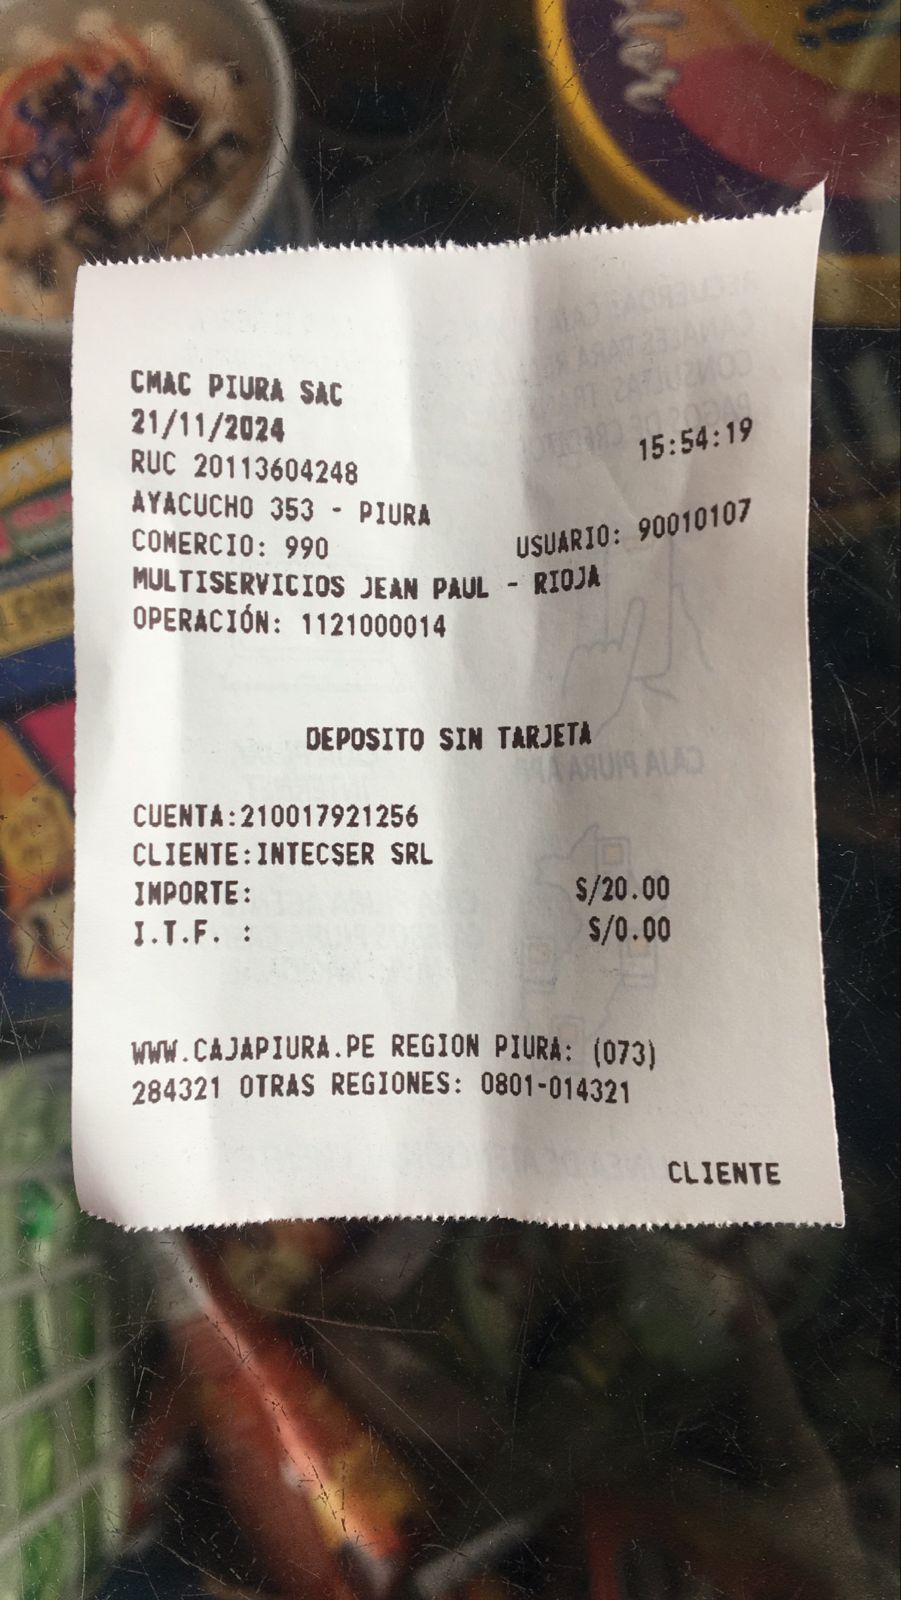 CMAC PIURA SAC
21/11/2024 15:54:19
RUC 20113604248
AYACUCHO 353 - PIURA
COMERCIO: 990 USUARIO: 90010107
MULTISERVICIOS JEAN PAUL - RIOJA
OPERACIÓN: 1121000014
DEPOSITO SIN TARJETA
CUENTA:210017921256
CLIENTE:INTECSER SRL
IMPORTE: S/20.00
I.T.F. : S/0.00
WWW.CAJAPIURA.PE REGION PIURA: (073)
284321 OTRAS REGIONES: 0801-014321
CLIENTE